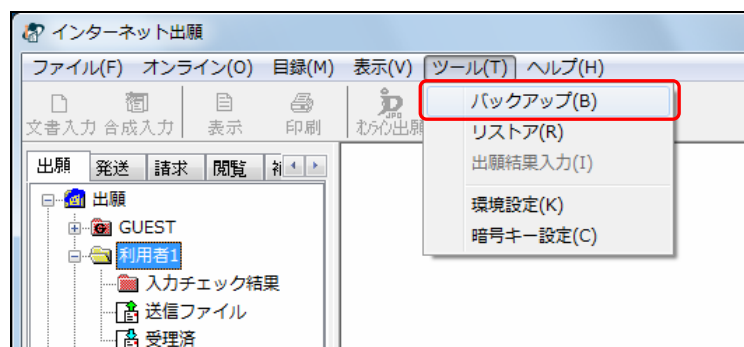 インターネット出願
ファイル(F) オンライン(O) 目録(M) 表示(V) ツール(T) ヘルプ(H)
文書入力 合成入力 表示 印刷 オンライン出願
バックアップ(B)
リストア(R)
出願結果入力(I)
環境設定(K)
暗号キー設定(C)
出願 発送 請求 閲覧
出願
GUEST
利用者1
入力チェック結果
送信ファイル
受理済